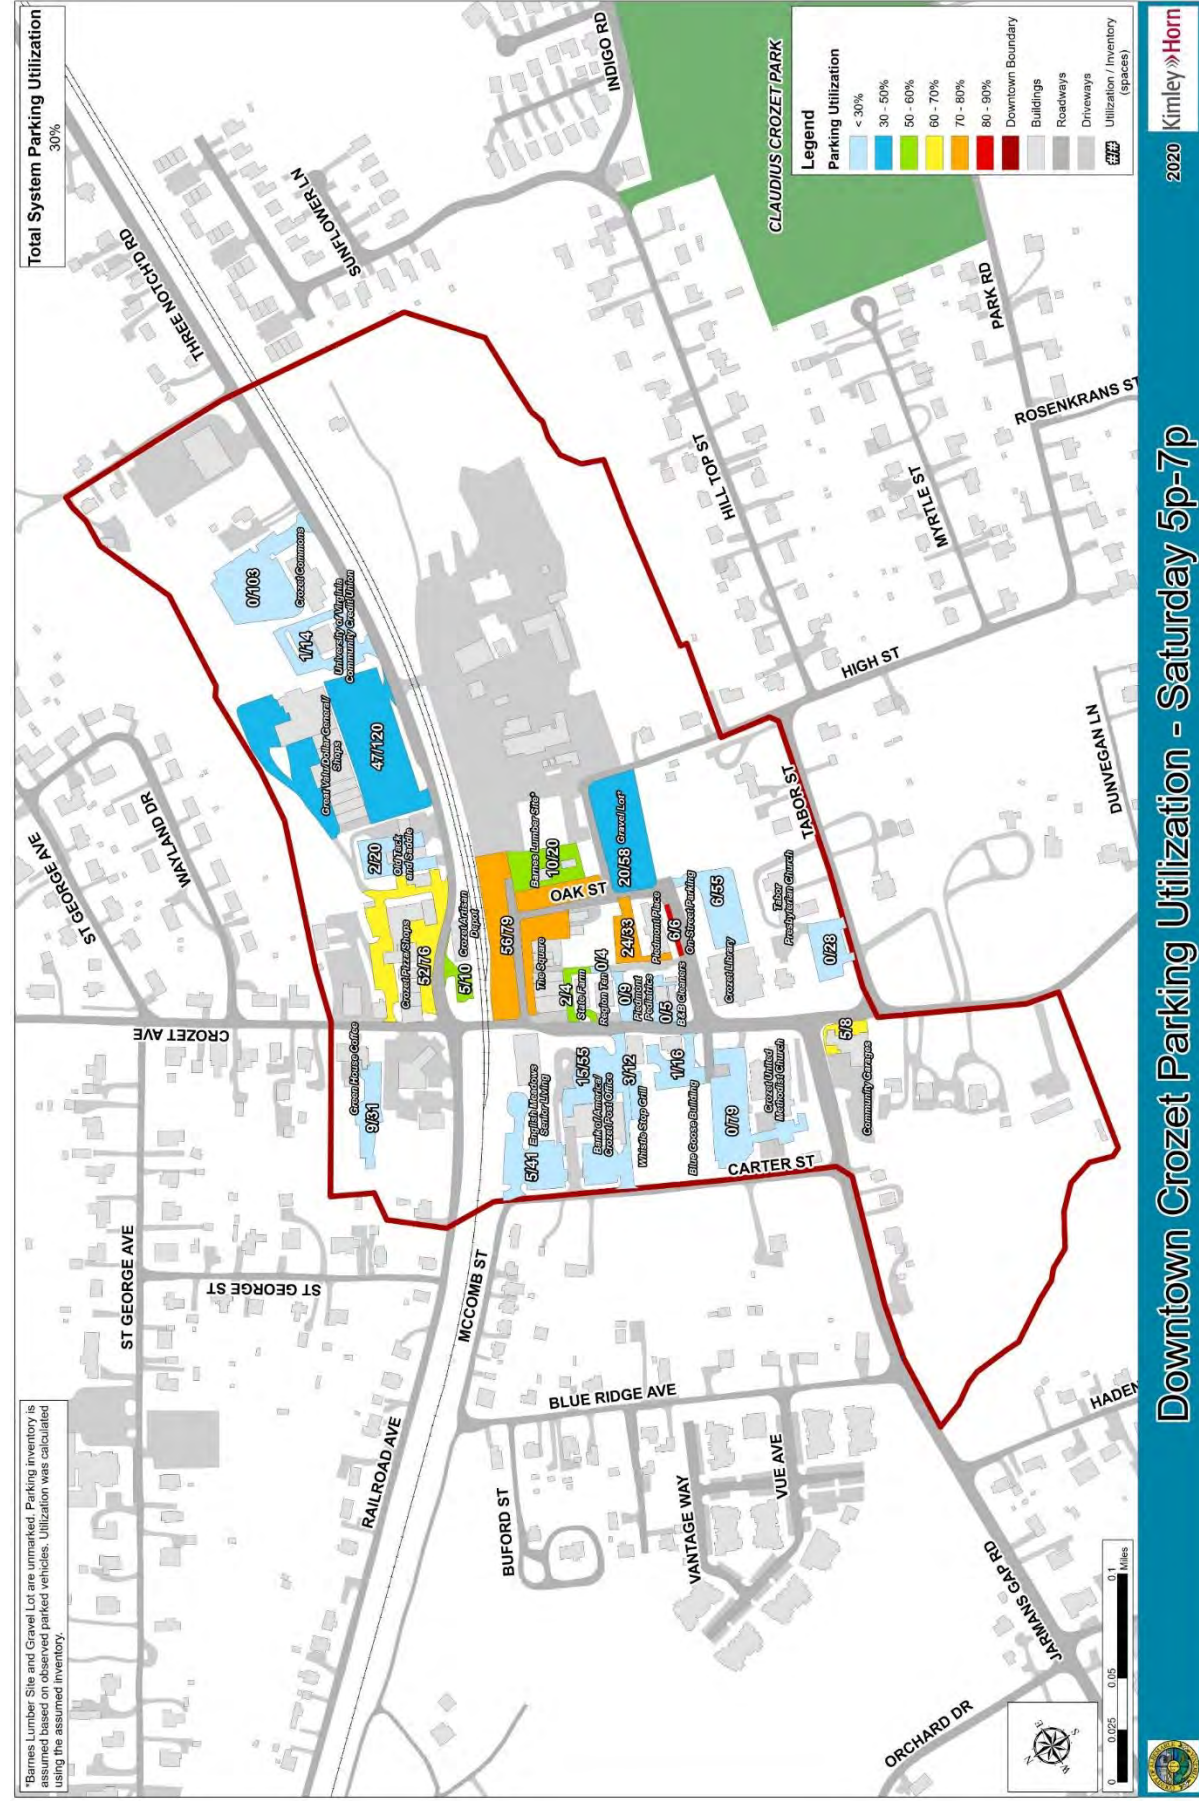 Total System Parking Utilization
30%
*Barnes Lumber Site and Gravel Lot are unmarked. Parking inventory is
assumed based on observed parked vehicles. Utilization was calculated
using the assumed inventory.
CLAUDIUS CROZET PARK
Legend
Parking Utilization
< 30%
30 - 50%
50 - 60%
60 - 70%
70 - 80%
80 - 90%
Downtown Boundary
Buildings
Roadways
Driveways
##/## Utilization / Inventory
(spaces)
INDIGO RD
SUNFLOWER LN
THREE NOTCH'D RD
PARK RD
ROSENKRANS ST
HILL TOP ST
MYRTLE ST
HIGH ST
DUNVEGAN LN
TABOR ST
WAYLAND DR
ST GEORGE AVE
CROZET AVE
OAK ST
CARTER ST
ST GEORGE AVE
ST GEORGE ST
MCCOMB ST
RAILROAD AVE
BLUE RIDGE AVE
BUFORD ST
VANTAGE WAY
VUE AVE
HADEN
JARMANS GAP RD
ORCHARD DR
0/103
Crozet Commons
1/14
University of Virginia
Community Credit Union
Great Valu/Dollar General/
Shops
47/120
2/20
Old Tack
and Saddle
Crozet Pizza/Shops
52/76
5/10
Crozet Artisan
Depot
56/79
The Square
Barnes Lumber Site*
10/20
20/58 Gravel Lot*
2/4
State Farm
Region Ten 0/4
24/33
Piedmont Place
6/6
On-Street Parking
0/9
Piedmont
Pediatrics
0/5
B&B Cleaners
6/55
Crozet Library
Tabor
Presbyterian Church
0/28
Green House Coffee
9/31
5/41
English Meadows
Senior Living
15/55
Bank of America/
Crozet Post Office
3/12
Whistle Stop Grill
1/16
Blue Goose Building
0/79
Crozet United
Methodist Church
5/8
Community Garages
N
E
S
W
0 0.025 0.05 0.1
Miles
Downtown Crozet Parking Utilization - Saturday 5p-7p
2020
Kimley»Horn